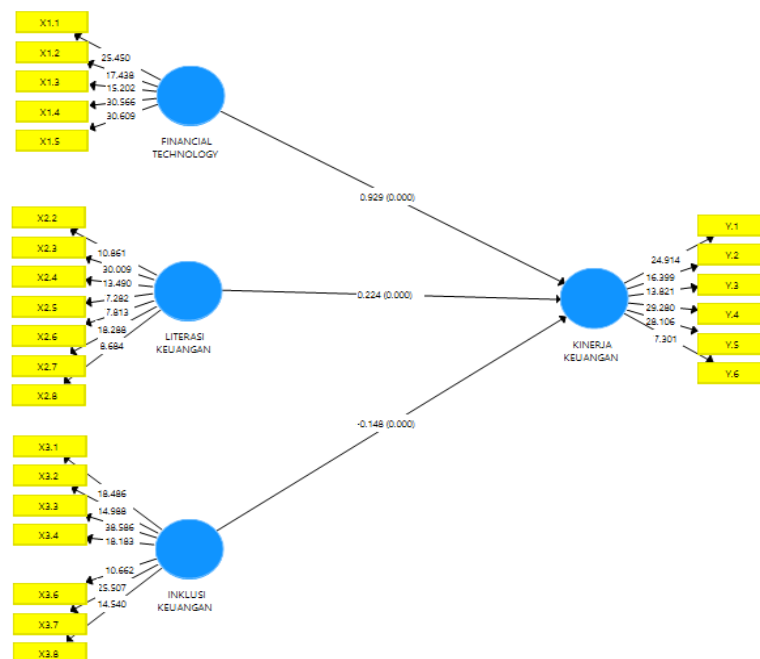 X1.1
X1.2
X1.3
X1.4
X1.5
25.450
17.438
15.202
30.566
30.609
FINANCIAL
TECHNOLOGY
0.929 (0.000)
X2.2
X2.3
X2.4
X2.5
X2.6
X2.7
X2.8
10.861
30.009
13.490
7.282
7.813
18.288
8.684
LITERASI
KEUANGAN
0.224 (0.000)
X3.1
X3.2
X3.3
X3.4
X3.6
X3.7
X3.8
18.486
14.988
38.586
18.183
10.662
25.507
14.540
INKLUSI
KEUANGAN
-0.148 (0.000)
KINERJA
KEUANGAN
24.914
16.399
13.821
29.280
28.106
7.301
Y.1
Y.2
Y.3
Y.4
Y.5
Y.6